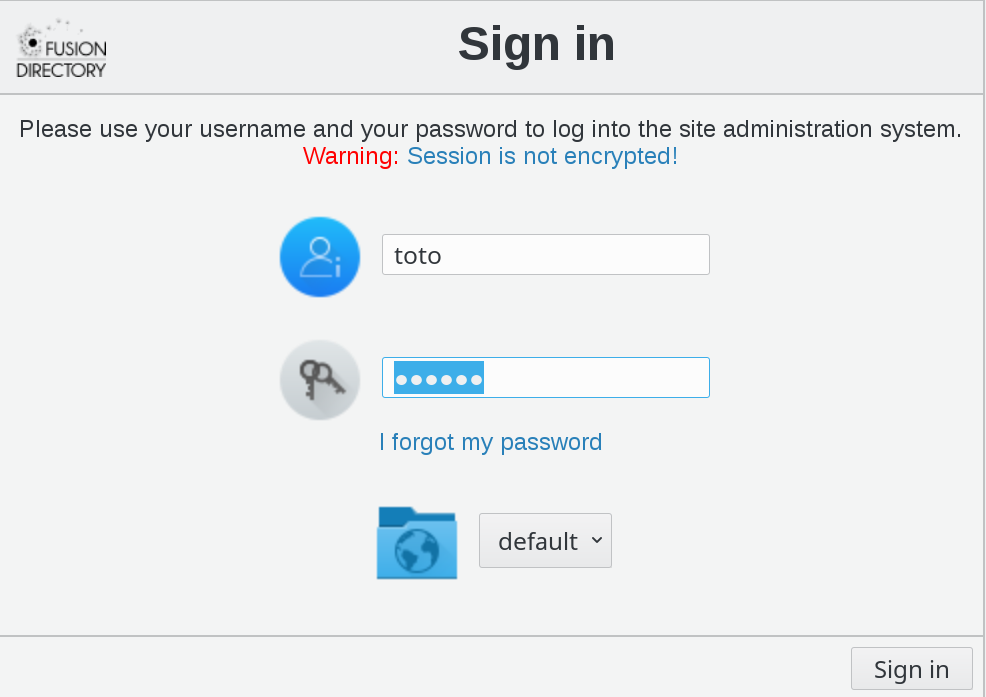 FUSION
DIRECTORY
Sign in
Please use your username and your password to log into the site administration system.
Warning: Session is not encrypted!
toto
●●●●●●
I forgot my password
default
Sign in